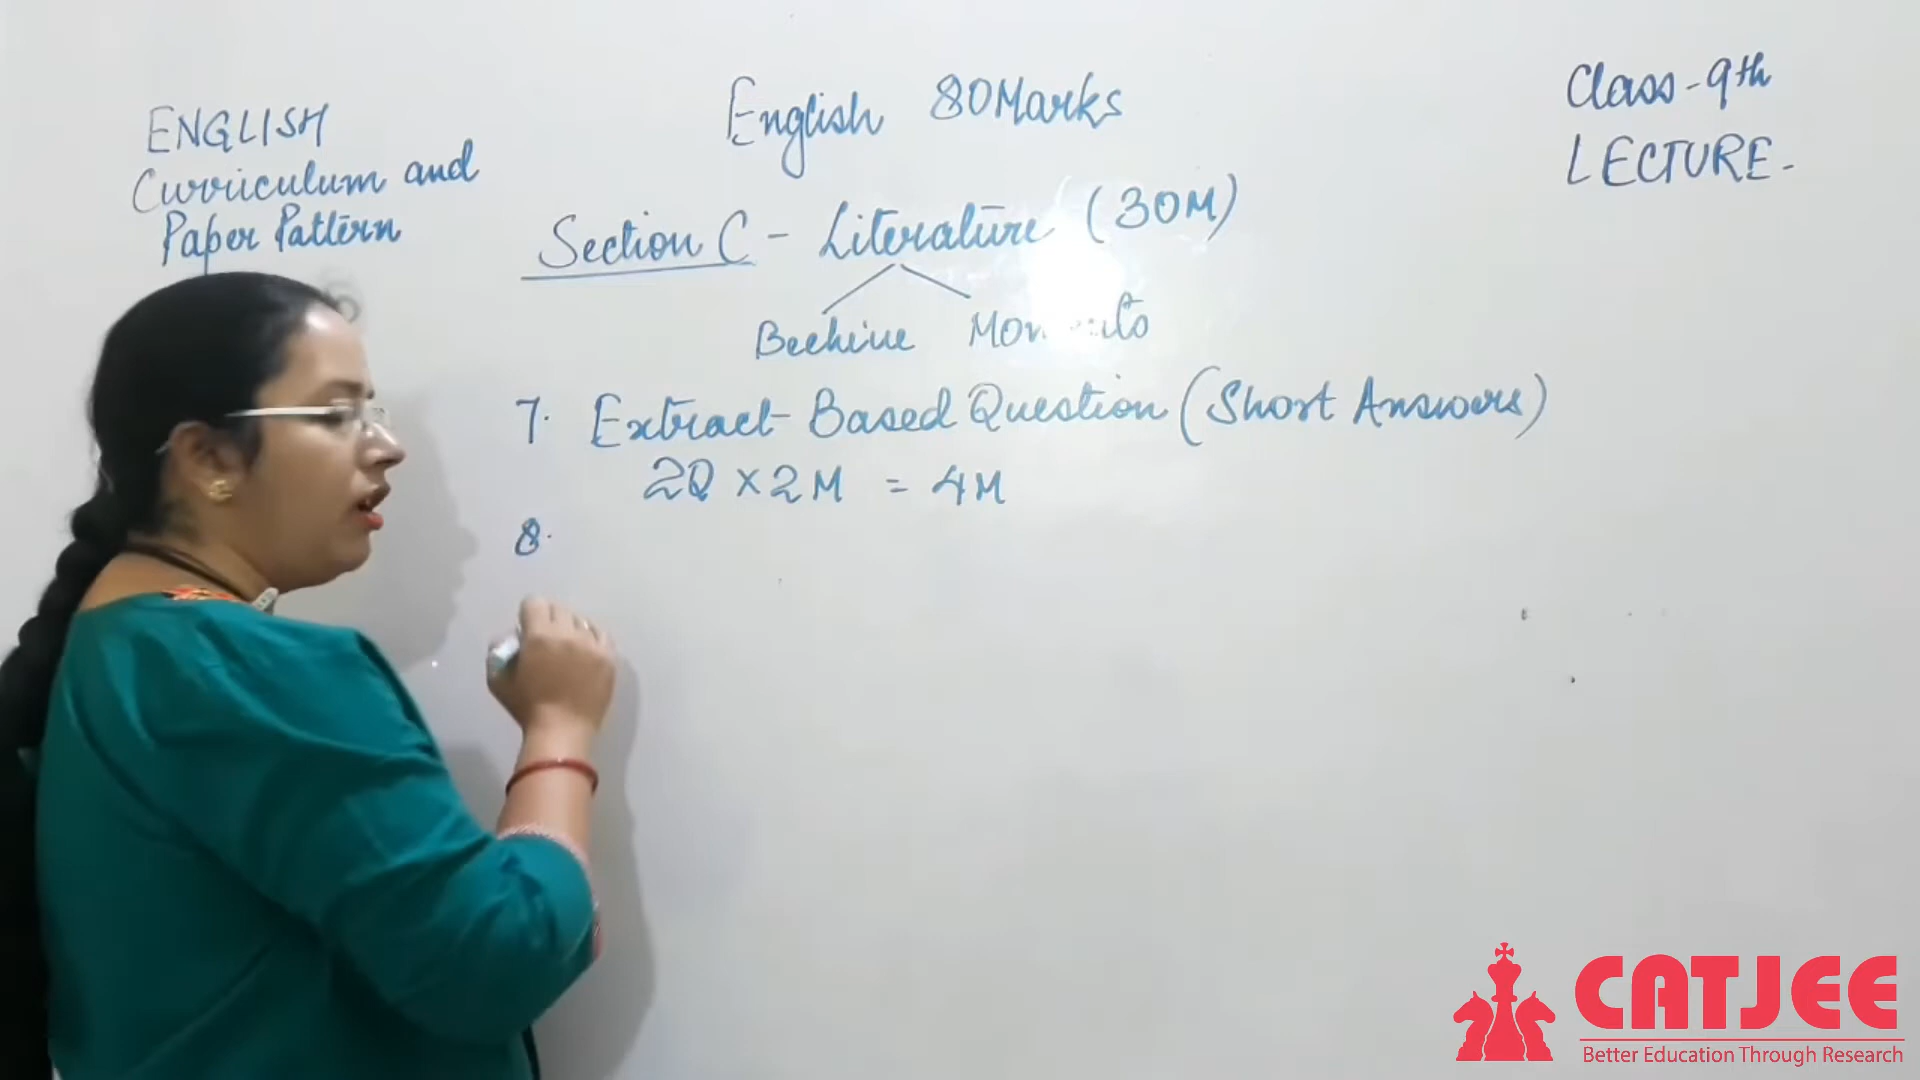 ENGLISH
Curriculum and
Paper Pattern
English 80Marks
Class-9th
LECTURE-
Section C - Literature (30M)
Beehive
7. Extract-Based Question (Short Answers)
2Q × 2M = 4M
8.
CATJEE
Better Education Through Research